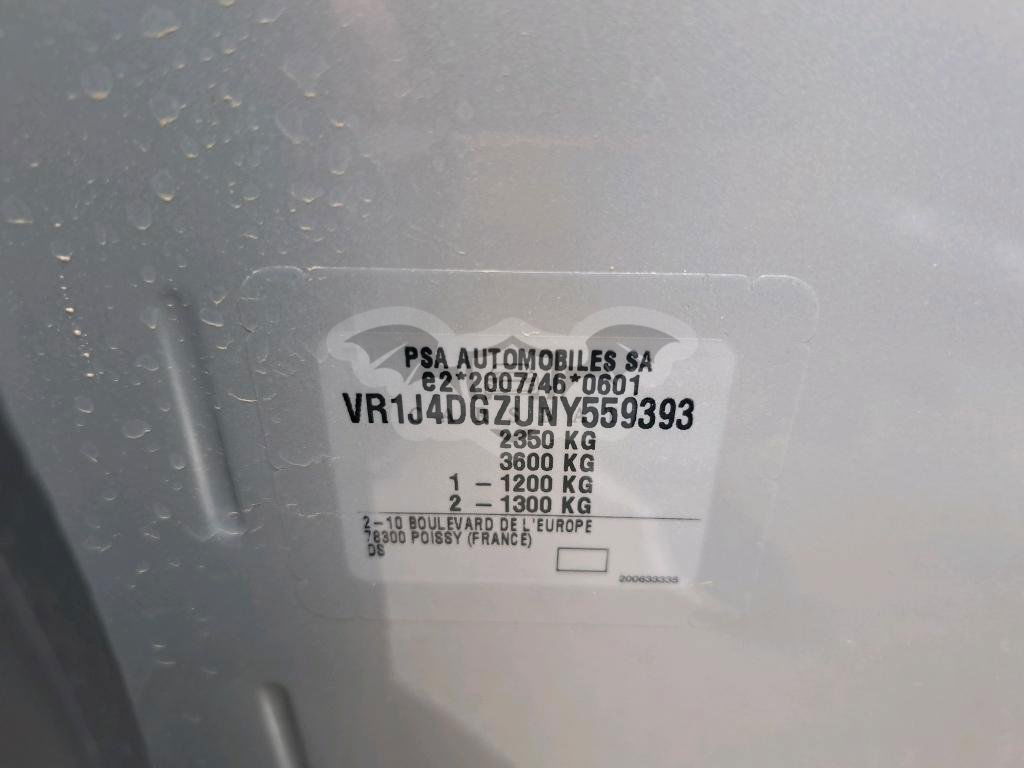 PSA AUTOMOBILES SA
e2*2007/46*0601
VR1J4DGZUNY559393
2350 KG
3600 KG
1 – 1200 KG
2 – 1300 KG
2–10 BOULEVARD DE L'EUROPE
78300 POISSY (FRANCE)
DS
200633335